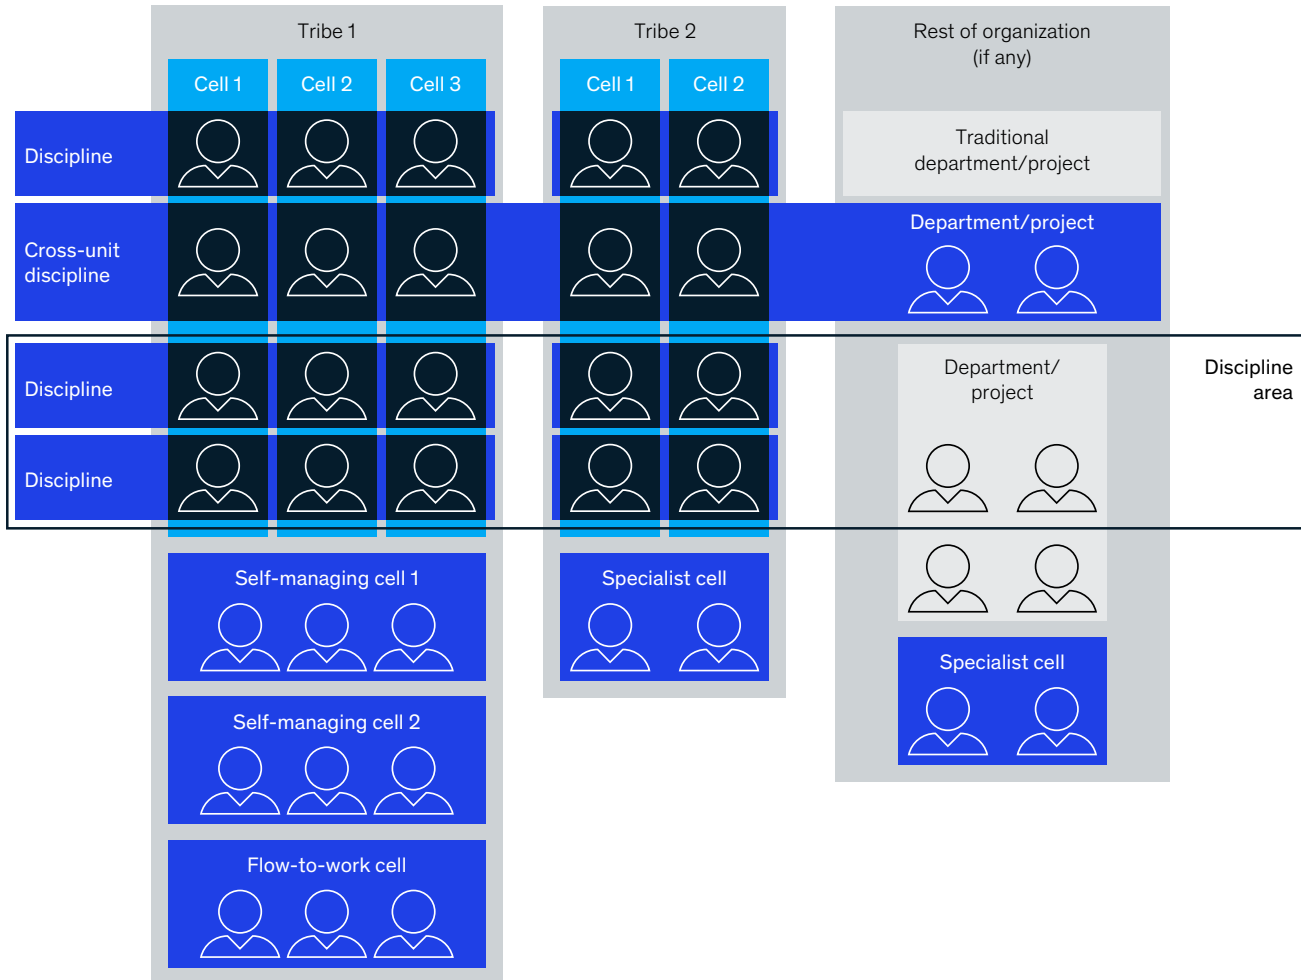 Tribe 1
Tribe 2
Rest of organization
(if any)
Cell 1
Cell 2
Cell 3
Cell 1
Cell 2
Discipline
Traditional
department/project
Cross-unit
discipline
Department/project
Discipline
Department/
project
Discipline
area
Discipline
Self-managing cell 1
Specialist cell
Specialist cell
Self-managing cell 2
Flow-to-work cell